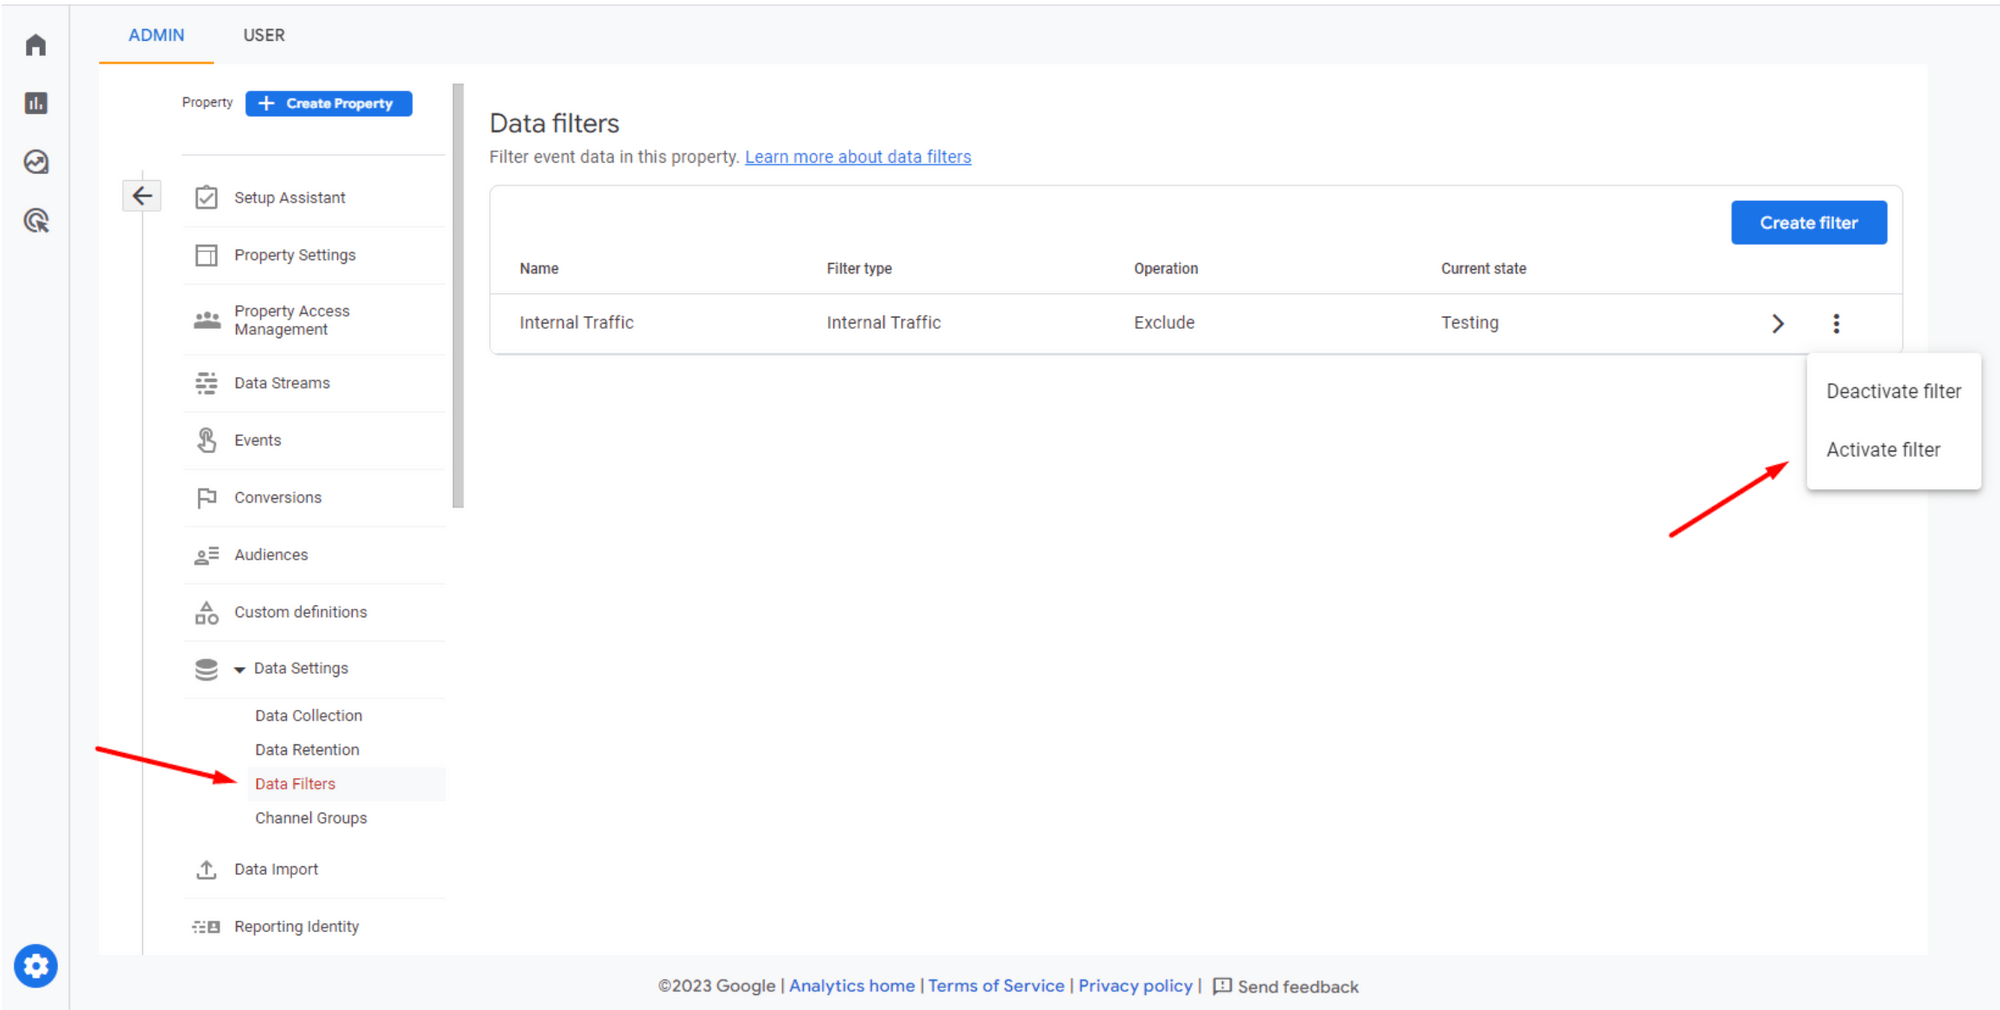 ADMIN USER
Property + Create Property
Data filters
Filter event data in this property. Learn more about data filters
Setup Assistant
Property Settings
Property Access
Management
Data Streams
Events
Conversions
Audiences
Custom definitions
Data Settings
Data Collection
Data Retention
Data Filters
Channel Groups
Data Import
Reporting Identity
Create filter
Name Filter type Operation Current state
Internal Traffic Internal Traffic Exclude Testing
Deactivate filter
Activate filter
©2023 Google | Analytics home | Terms of Service | Privacy policy | Send feedback